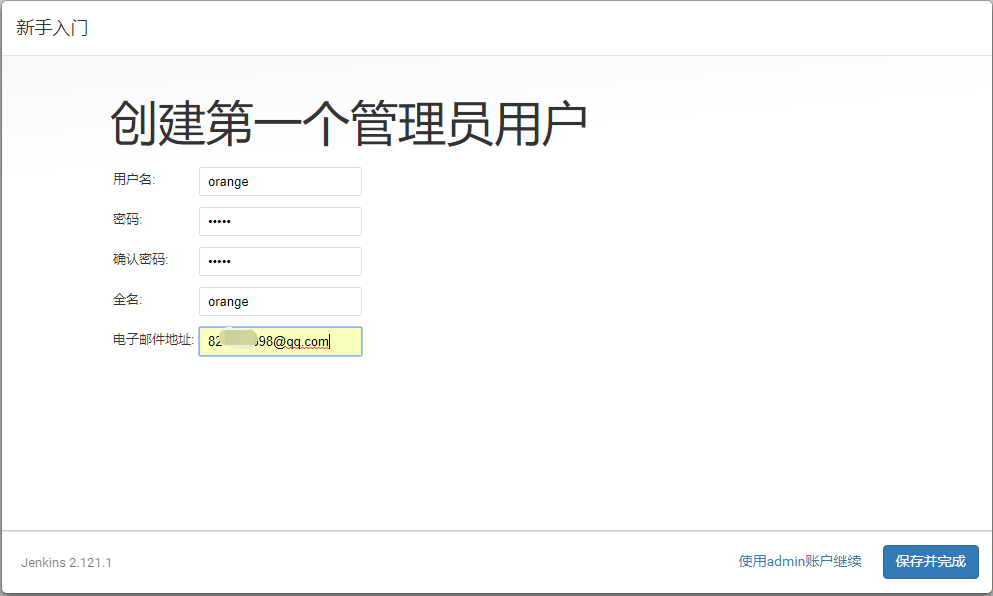 新手入门
创建第一个管理员用户
用户名: orange
密码: •••••
确认密码: •••••
全名: orange
电子邮件地址: 82 98@qq.com
Jenkins 2.121.1 使用admin账户继续 保存并完成